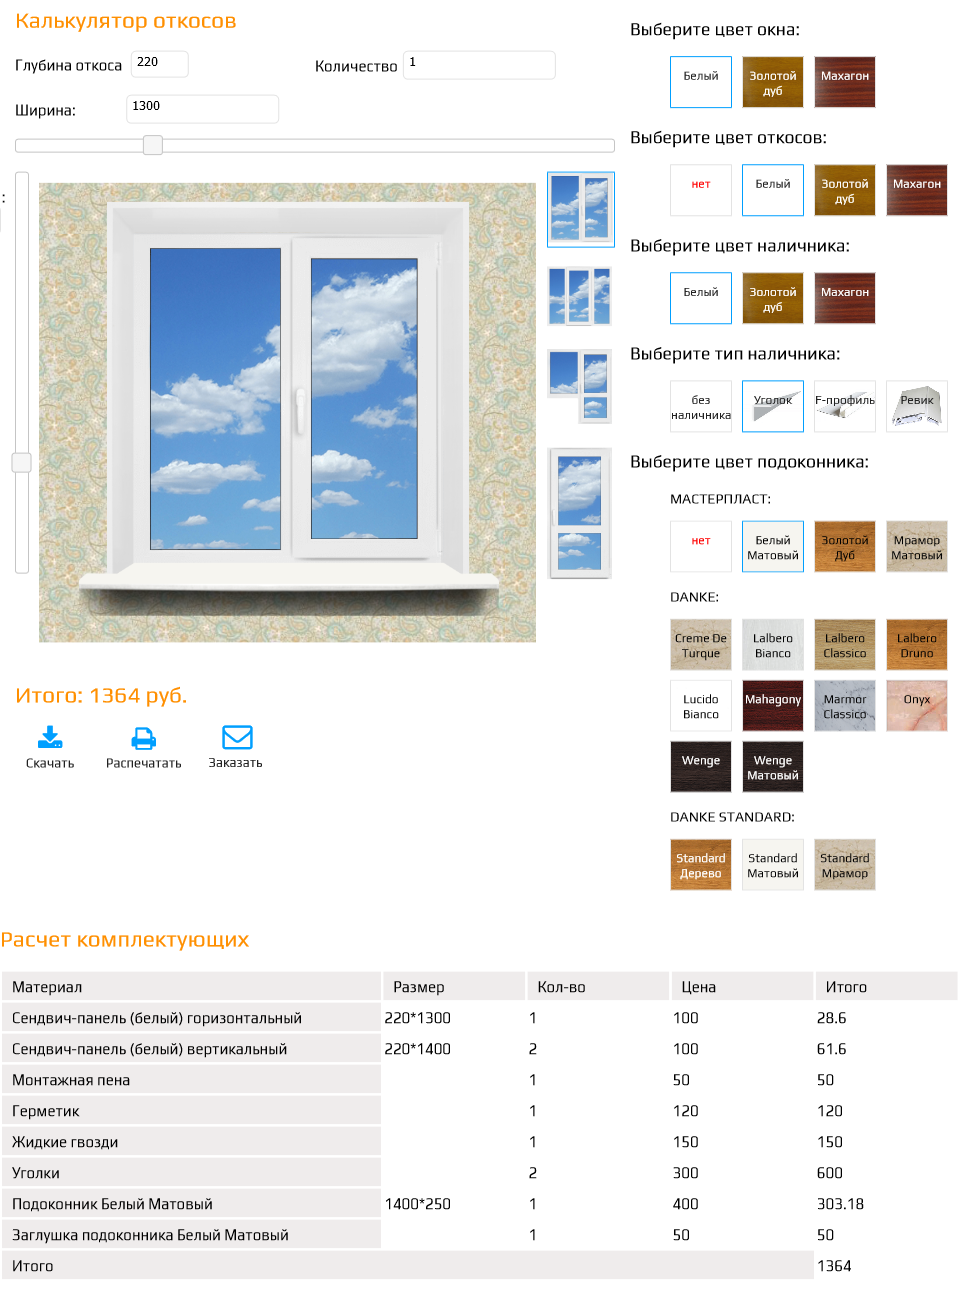 Калькулятор откосов
Глубина откоса 220 Количество 1
Ширина: 1300
:
Итого: 1364 руб.
Скачать Распечатать Заказать
Выберите цвет окна:
Белый Золотой дуб Махагон
Выберите цвет откосов:
нет Белый Золотой дуб Махагон
Выберите цвет наличника:
Белый Золотой дуб Махагон
Выберите тип наличника:
без наличника Уголок F-профиль Ревик
Выберите цвет подоконника:
МАСТЕРПЛАСТ:
нет Белый Матовый Золотой Дуб Мрамор Матовый
DANKE:
Creme De Turque Lalbero Bianco Lalbero Classico Lalbero Druno
Lucido Bianco Mahagony Marmor Classico Onyx
Wenge Wenge Матовый
DANKE STANDARD:
Standard Дерево Standard Матовый Standard Мрамор
Расчет комплектующих
Материал Размер Кол-во Цена Итого
Сендвич-панель (белый) горизонтальный 220*1300 1 100 28.6
Сендвич-панель (белый) вертикальный 220*1400 2 100 61.6
Монтажная пена 1 50 50
Герметик 1 120 120
Жидкие гвозди 1 150 150
Уголки 2 300 600
Подоконник Белый Матовый 1400*250 1 400 303.18
Заглушка подоконника Белый Матовый 1 50 50
Итого 1364